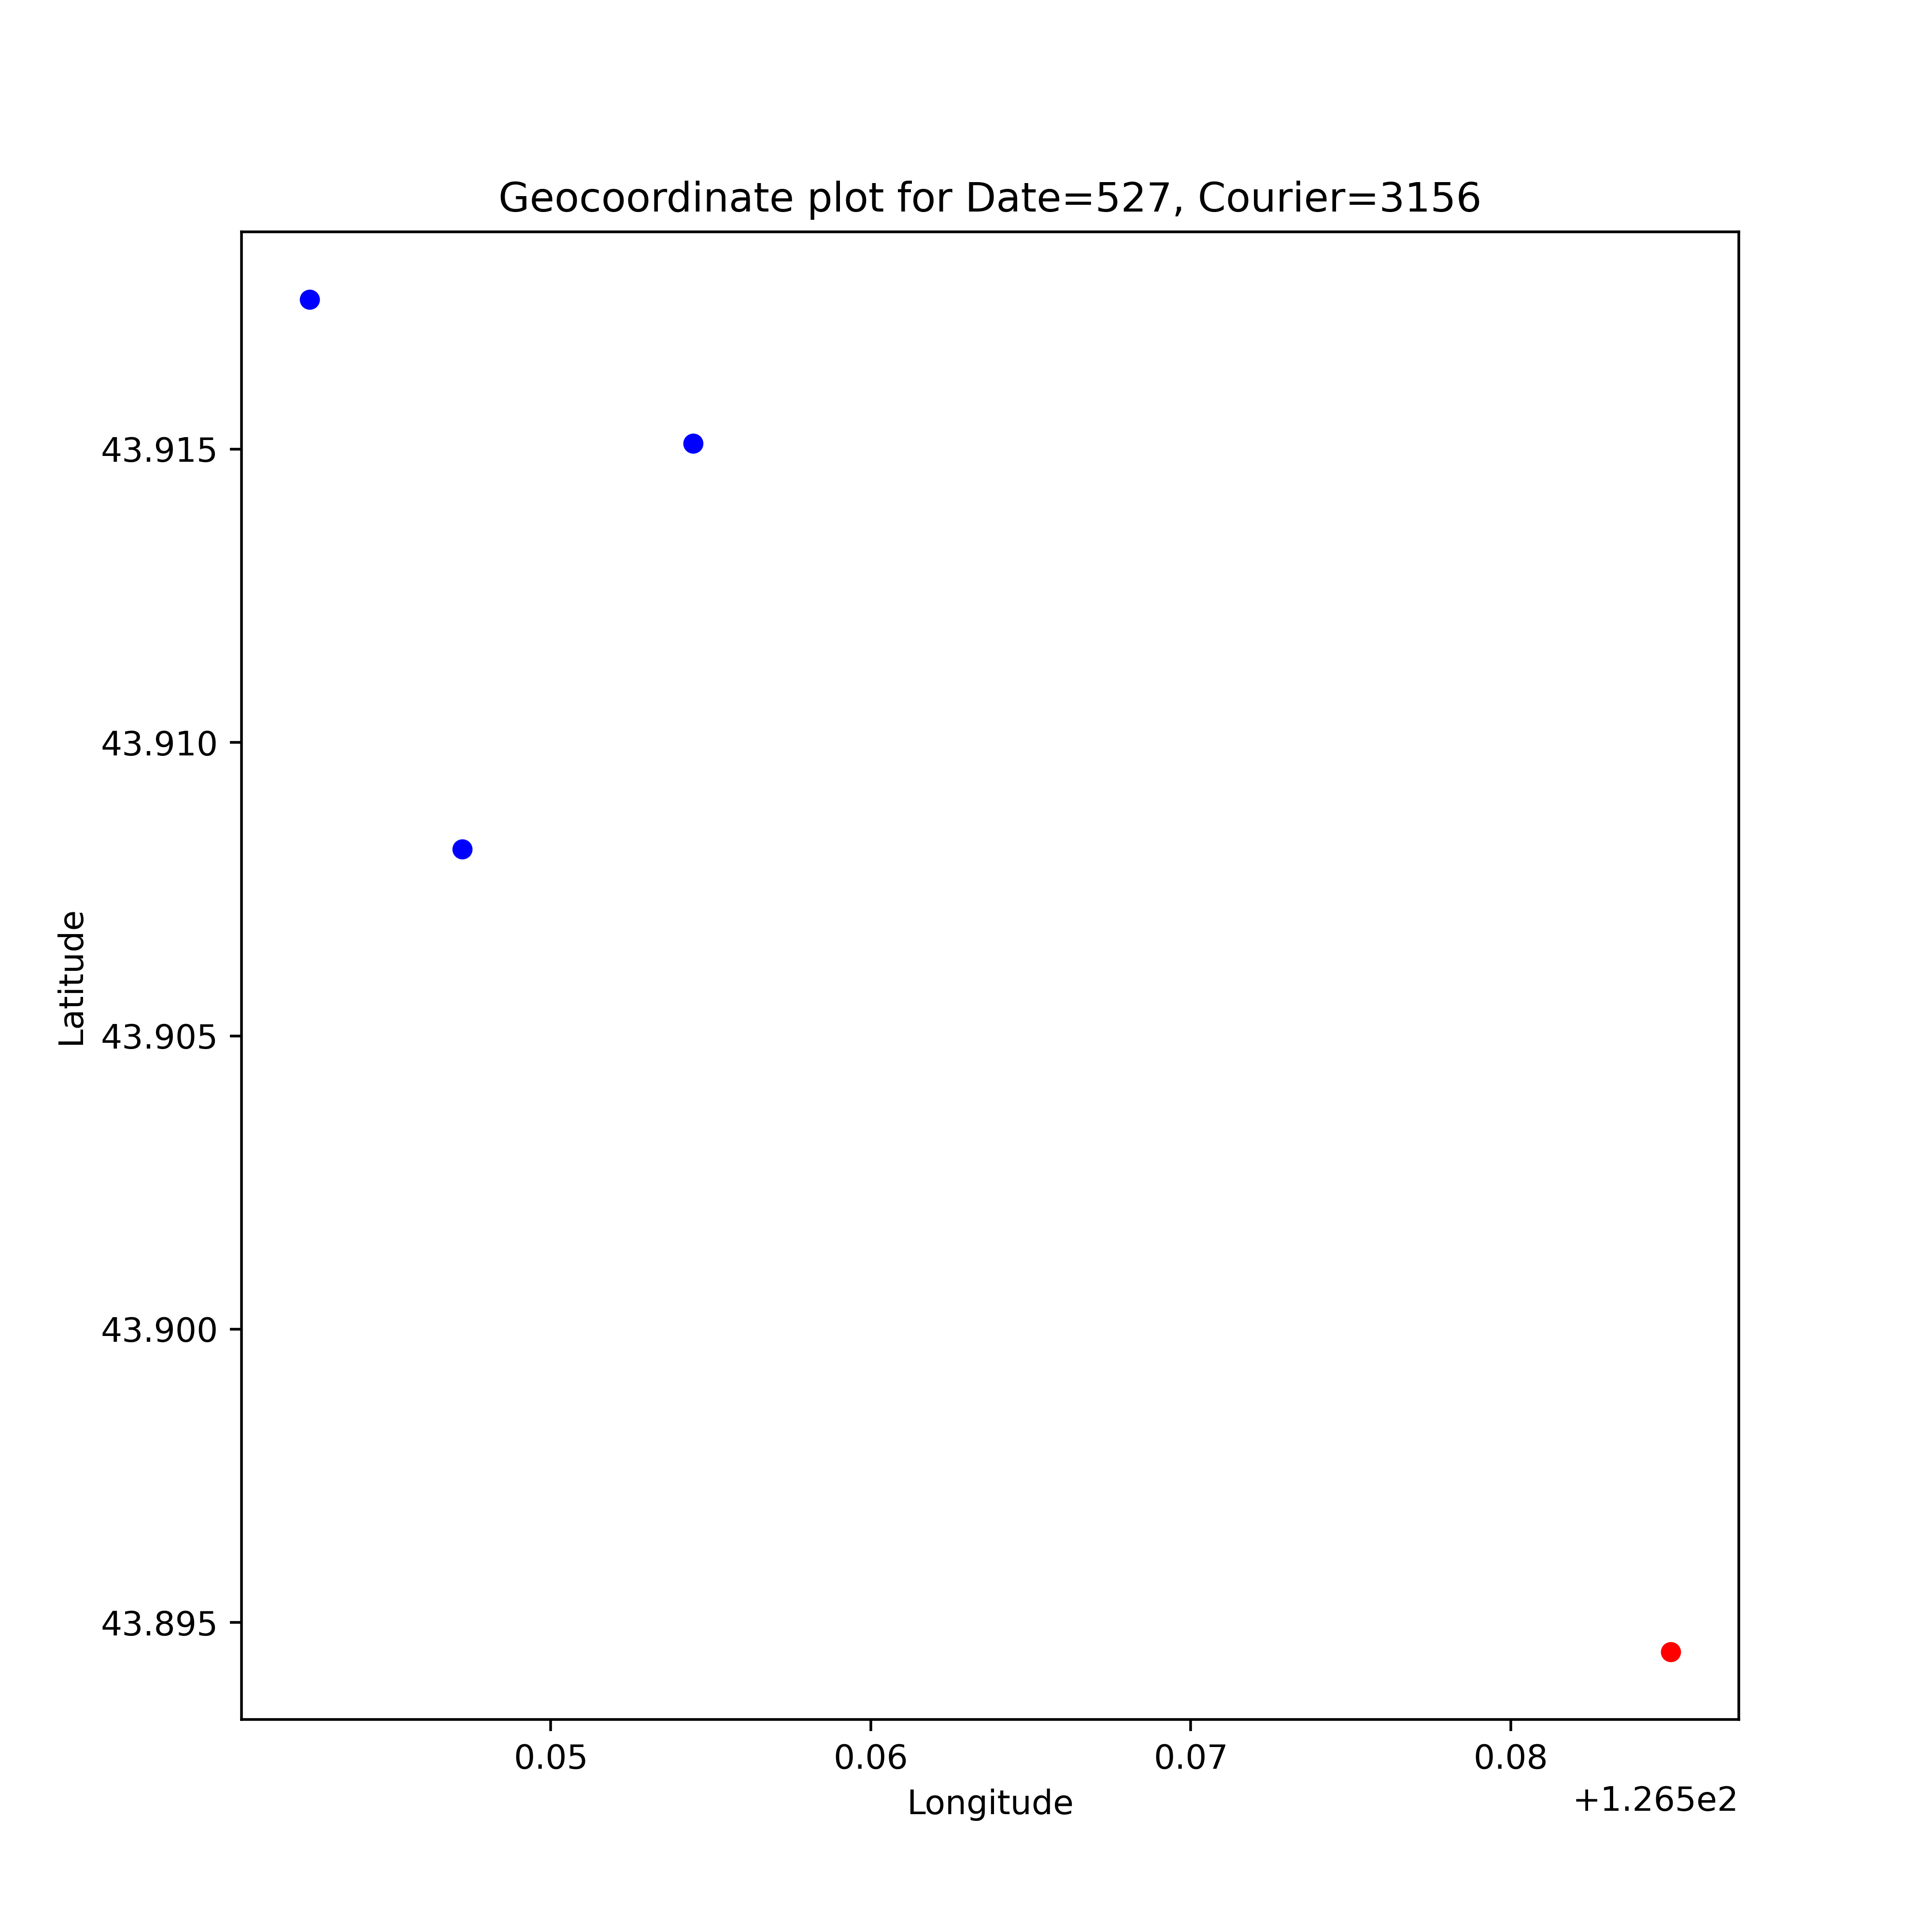 Geocoordinate plot for Date=527, Courier=3156
43.915
43.910
43.905
43.900
43.895
Latitude
0.05 0.06 0.07 0.08
Longitude
+1.265e2